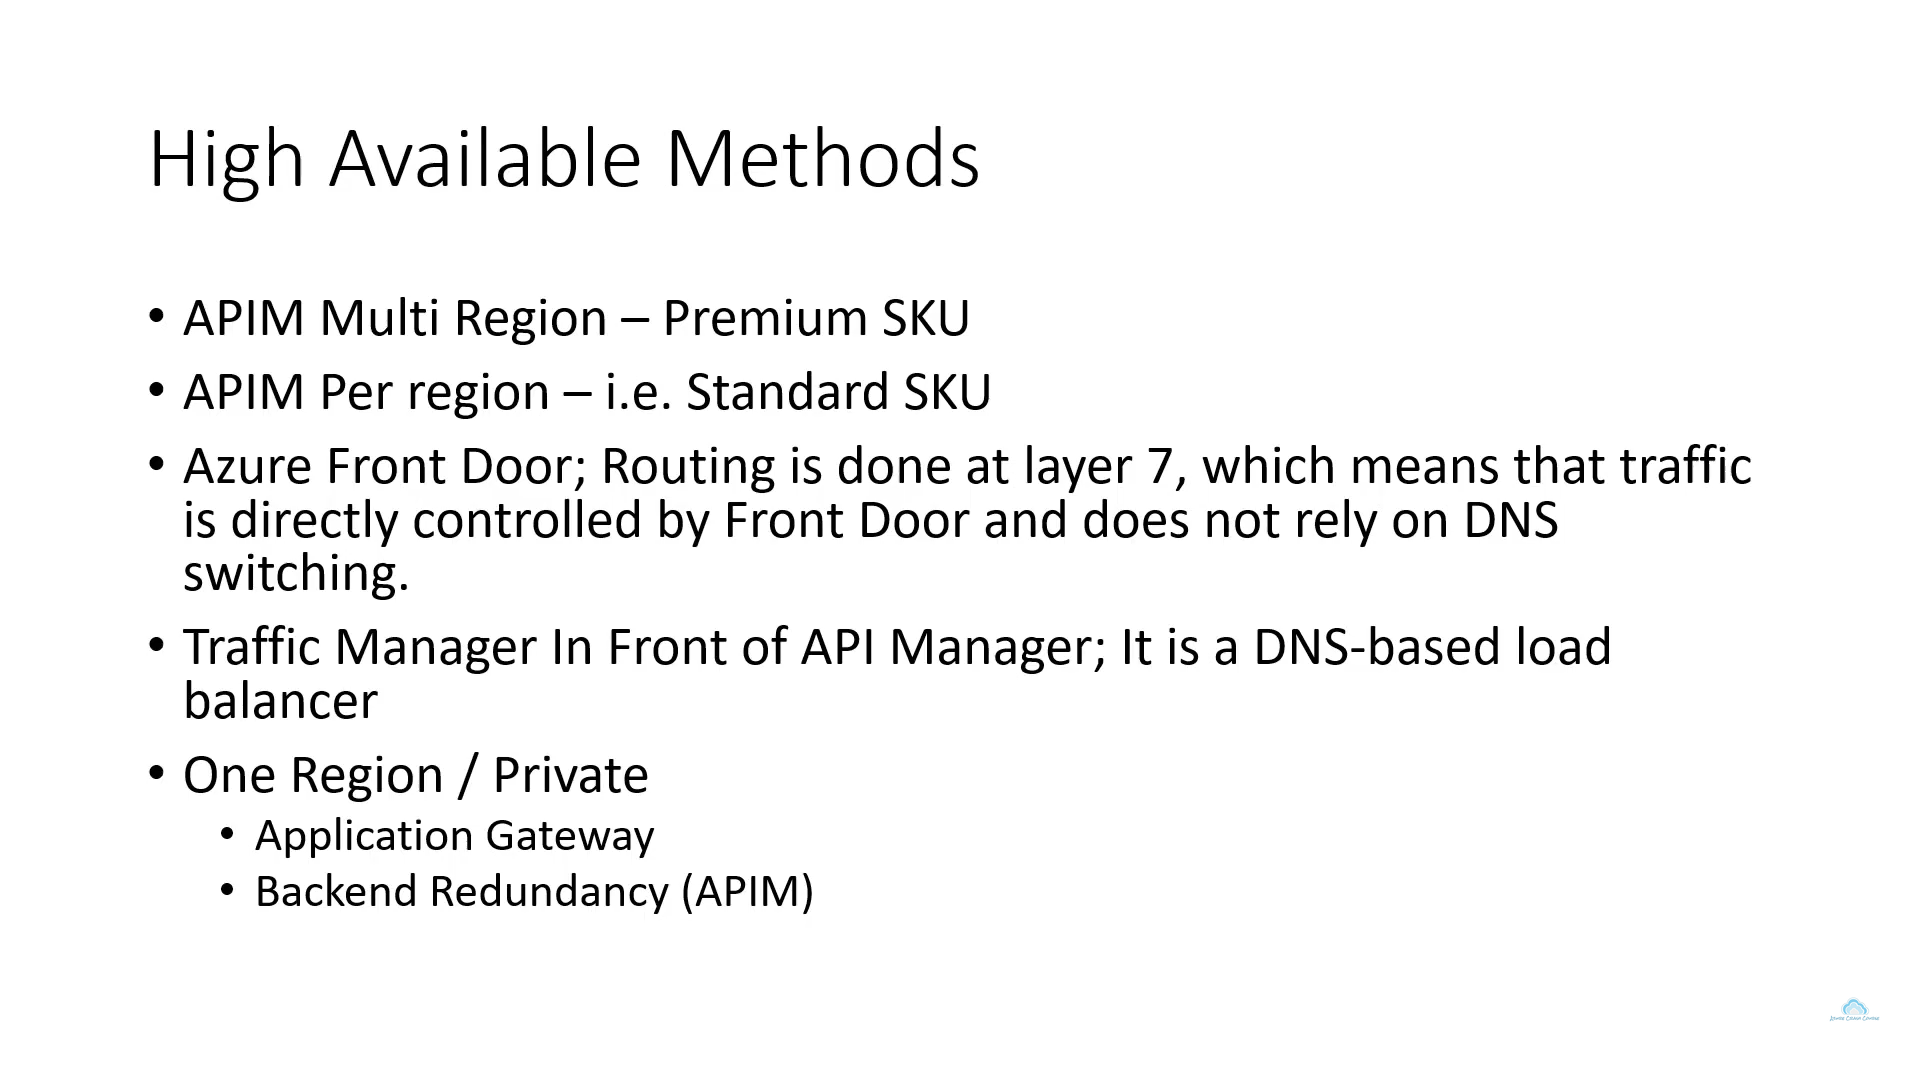 High Available Methods
• APIM Multi Region – Premium SKU
• APIM Per region – i.e. Standard SKU
• Azure Front Door; Routing is done at layer 7, which means that traffic
is directly controlled by Front Door and does not rely on DNS
switching.
• Traffic Manager In Front of API Manager; It is a DNS-based load
balancer
• One Region / Private
• Application Gateway
• Backend Redundancy (APIM)